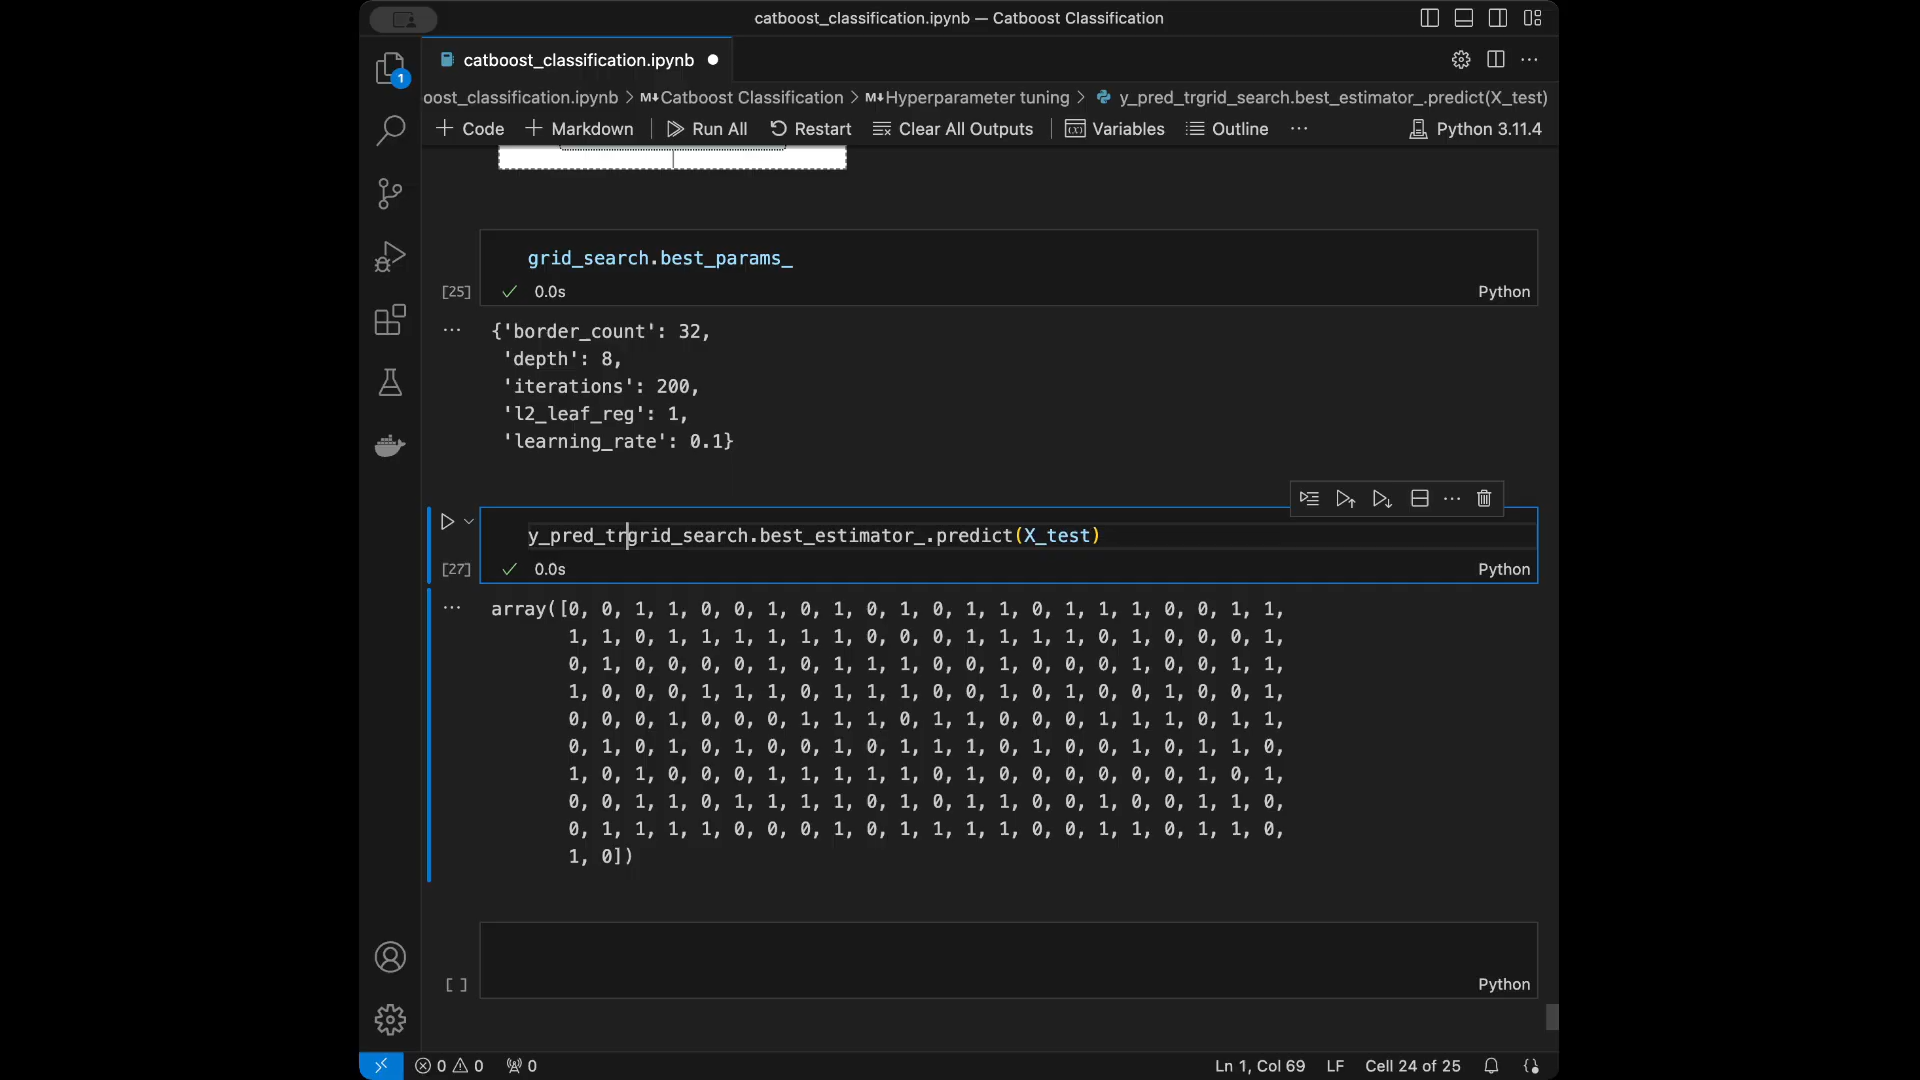 catboost_classification.ipynb — Catboost Classification
catboost_classification.ipynb
1
oost_classification.ipynb > M↓Catboost Classification > M↓Hyperparameter tuning > y_pred_trgrid_search.best_estimator_.predict(X_test)
+ Code + Markdown Run All Restart Clear All Outputs Variables Outline ··· Python 3.11.4
grid_search.best_params_
[25] ✓ 0.0s Python
{'border_count': 32,
'depth': 8,
'iterations': 200,
'l2_leaf_reg': 1,
'learning_rate': 0.1}
y_pred_trgrid_search.best_estimator_.predict(X_test)
[27] ✓ 0.0s Python
array([0, 0, 1, 1, 0, 0, 1, 0, 1, 0, 1, 0, 1, 1, 0, 1, 1, 1, 0, 0, 1, 1,
1, 1, 0, 1, 1, 1, 1, 1, 1, 0, 0, 0, 1, 1, 1, 1, 0, 1, 0, 0, 0, 1,
0, 1, 0, 0, 0, 0, 1, 0, 1, 1, 1, 0, 0, 1, 0, 0, 0, 1, 0, 0, 1, 1,
1, 0, 0, 0, 1, 1, 1, 0, 1, 1, 1, 0, 0, 1, 0, 1, 0, 0, 1, 0, 0, 1,
0, 0, 0, 1, 0, 0, 0, 1, 1, 1, 0, 1, 1, 0, 0, 0, 1, 1, 1, 0, 1, 1,
0, 1, 0, 1, 0, 1, 0, 0, 1, 0, 1, 1, 1, 0, 1, 0, 0, 1, 0, 1, 1, 0,
1, 0, 1, 0, 0, 0, 1, 1, 1, 1, 1, 0, 1, 0, 0, 0, 0, 0, 0, 1, 0, 1,
0, 0, 1, 1, 0, 1, 1, 1, 1, 0, 1, 0, 1, 1, 0, 0, 1, 0, 0, 1, 1, 0,
0, 1, 1, 1, 1, 0, 0, 0, 1, 0, 1, 1, 1, 1, 0, 0, 1, 1, 0, 1, 1, 0,
1, 0])
[ ] Python
0 0 0 Ln 1, Col 69 LF Cell 24 of 25